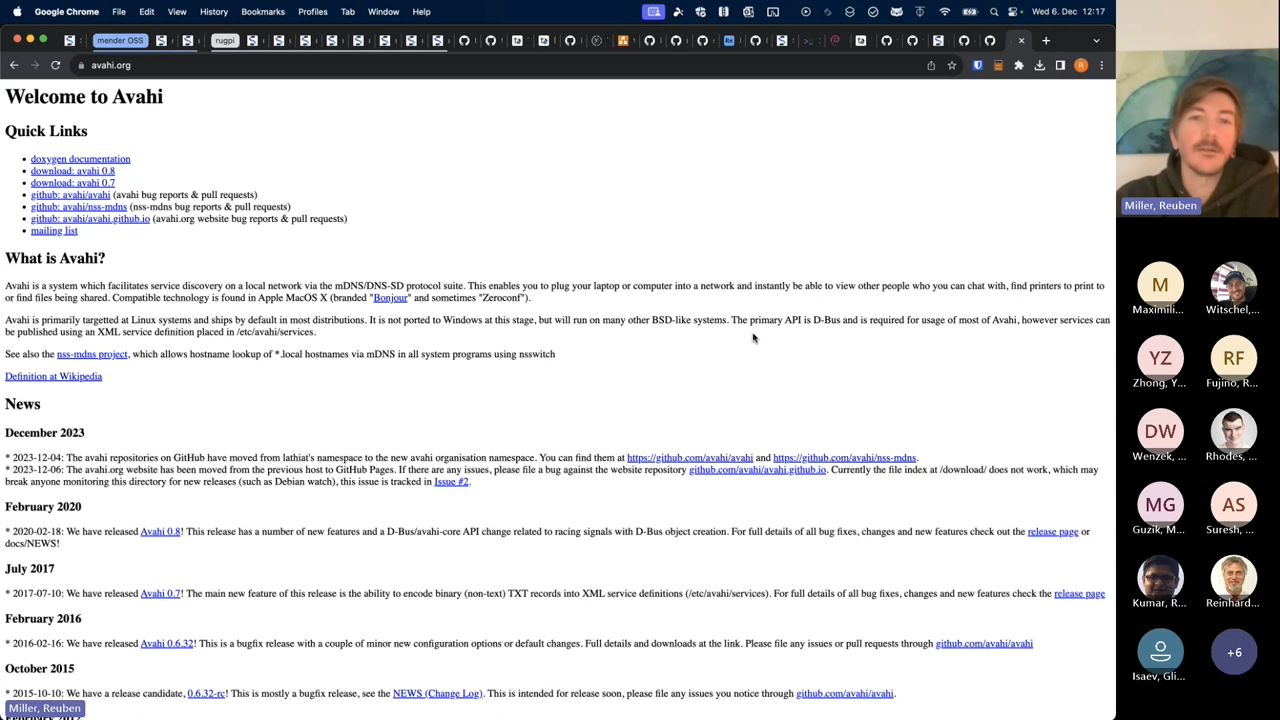 Google Chrome File Edit View History Bookmarks Profiles Tab Window Help Wed 6. Dec 12:17
mender OSS rugpi
avahi.org
Welcome to Avahi
Quick Links
• doxygen documentation
• download: avahi 0.8
• download: avahi 0.7
• github: avahi/avahi (avahi bug reports & pull requests)
• github: avahi/nss-mdns (nss-mdns bug reports & pull requests)
• github: avahi/avahi.github.io (avahi.org website bug reports & pull requests)
• mailing list
What is Avahi?
Avahi is a system which facilitates service discovery on a local network via the mDNS/DNS-SD protocol suite. This enables you to plug your laptop or computer into a network and instantly be able to view other people who you can chat with, find printers to print to
or find files being shared. Compatible technology is found in Apple MacOS X (branded "Bonjour" and sometimes "Zeroconf").
Avahi is primarily targetted at Linux systems and ships by default in most distributions. It is not ported to Windows at this stage, but will run on many other BSD-like systems. The primary API is D-Bus and is required for usage of most of Avahi, however services can
be published using an XML service definition placed in /etc/avahi/services.
See also the nss-mdns project, which allows hostname lookup of *.local hostnames via mDNS in all system programs using nsswitch
Definition at Wikipedia
News
December 2023
* 2023-12-04: The avahi repositories on GitHub have moved from lathiat's namespace to the new avahi organisation namespace. You can find them at https://github.com/avahi/avahi and https://github.com/avahi/nss-mdns.
* 2023-12-06: The avahi.org website has been moved from the previous host to GitHub Pages. If there are any issues, please file a bug against the website repository github.com/avahi/avahi.github.io. Currently the file index at /download/ does not work, which may
break anyone monitoring this directory for new releases (such as Debian watch), this issue is tracked in Issue #2.
February 2020
* 2020-02-18: We have released Avahi 0.8! This release has a number of new features and a D-Bus/avahi-core API change related to racing signals with D-Bus object creation. For full details of all bug fixes, changes and new features check out the release page or
docs/NEWS!
July 2017
* 2017-07-10: We have released Avahi 0.7! The main new feature of this release is the ability to encode binary (non-text) TXT records into XML service definitions (/etc/avahi/services). For full details of all bug fixes, changes and new features check the release page
February 2016
* 2016-02-16: We have released Avahi 0.6.32! This is a bugfix release with a couple of minor new configuration options or default changes. Full details and downloads at the link. Please file any issues or pull requests through github.com/avahi/avahi
October 2015
* 2015-10-10: We have a release candidate, 0.6.32-rc! This is mostly a bugfix release, see the NEWS (Change Log). This is intended for release soon, please file any issues you notice through github.com/avahi/avahi.
Miller, Reuben
Miller, Reuben
M
Maximili...
Witschel,...
YZ
Zhong, Y...
RF
Fujino, R...
DW
Wenzek, ...
Rhodes, ...
MG
Guzik, M...
AS
Suresh, ...
Kumar, R...
Reinhard...
Isaev, Gli...
+6